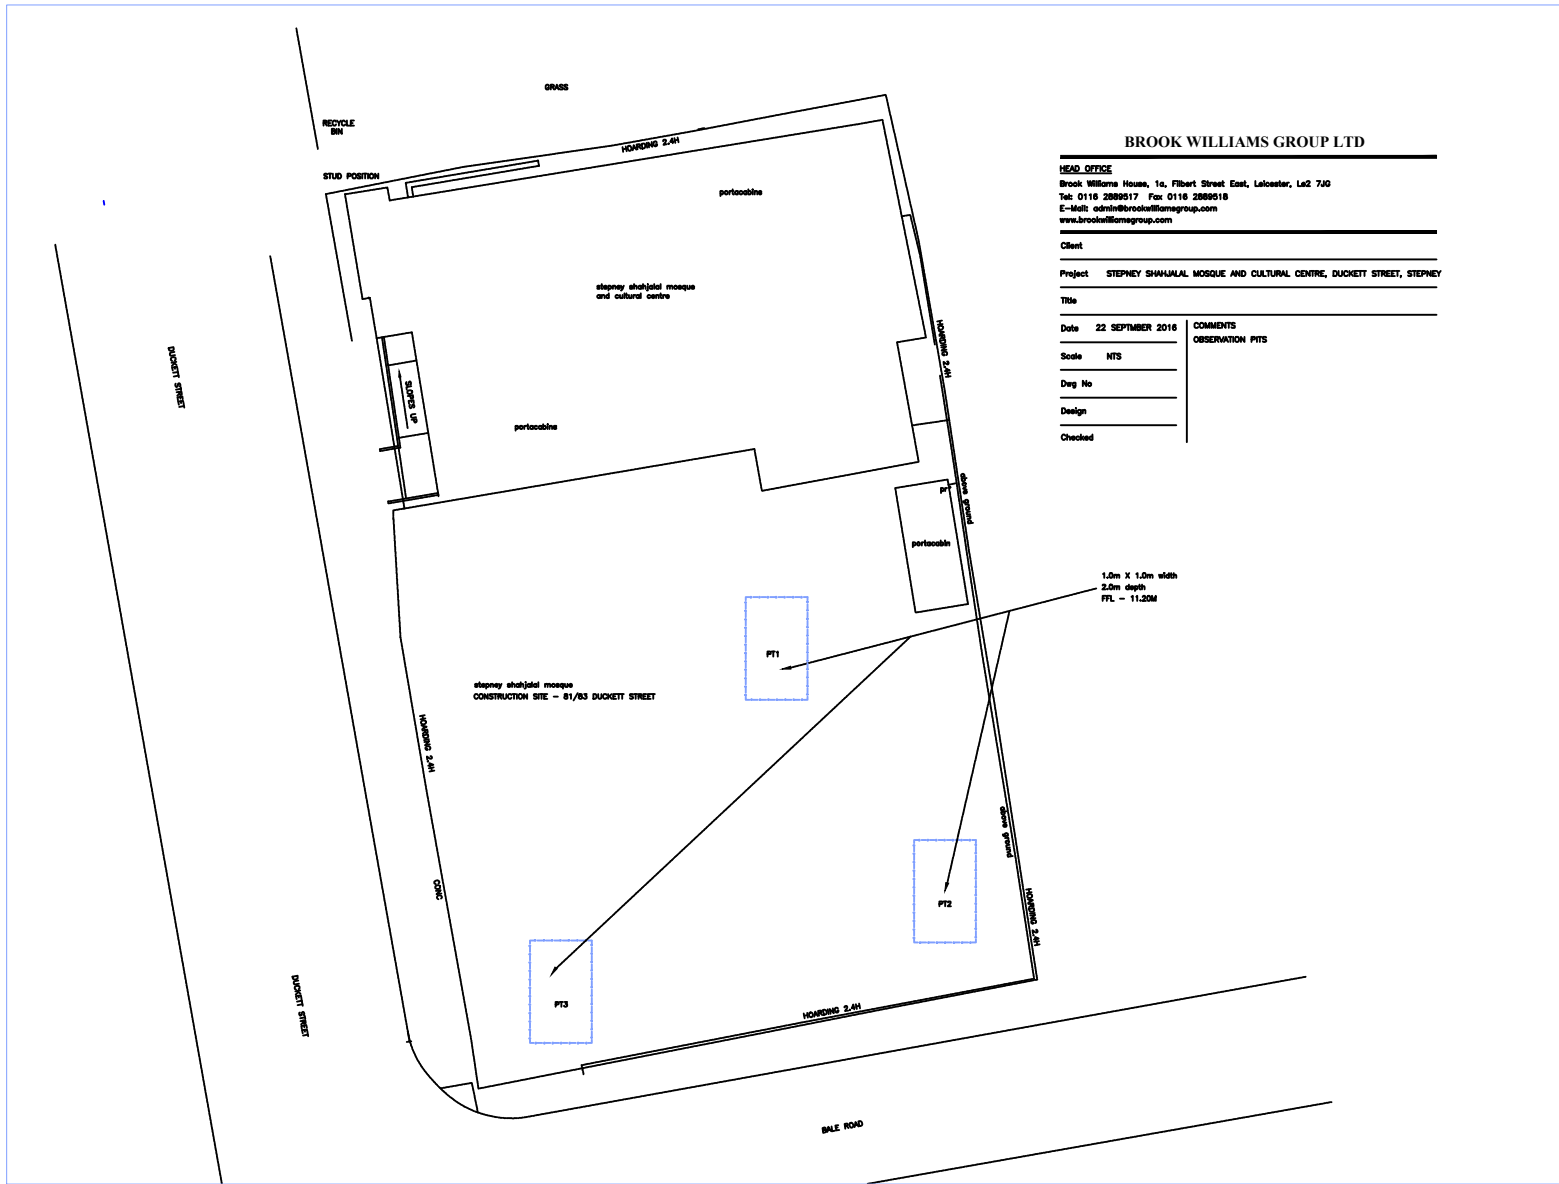 GRASS
RECYCLE
BIN
HOARDING 2.4H
STUD POSITION
portacabins
BROOK WILLIAMS GROUP LTD
HEAD OFFICE
Brook Williams House, 1a, Filbert Street East, Leicester, Le2 7JG
Tel: 0116 2889517 Fax 0116 2889518
E-Mail: admin@brookwilliamsgroup.com
www.brookwilliamsgroup.com
Client
Project STEPNEY SHAHJALAL MOSQUE AND CULTURAL CENTRE, DUCKETT STREET, STEPNEY
Title
Date 22 SEPTMBER 2016
COMMENTS
OBSERVATION PITS
Scale NTS
Dwg No
Design
Checked
stepney shahjalal mosque
and cultural centre
DUCKETT STREET
HOARDING 2.4H
SLOPES UP
portacabins
above ground
portacabin
1.0m X 1.0m width
2.0m depth
FFL - 11.20M
PT1
stepney shahjalal mosque
CONSTRUCTION SITE - 81/83 DUCKETT STREET
HOARDING 2.4H
above ground
CONC
PT2
HOARDING 2.4H
DUCKETT STREET
PT3
HOARDING 2.4H
BALE ROAD